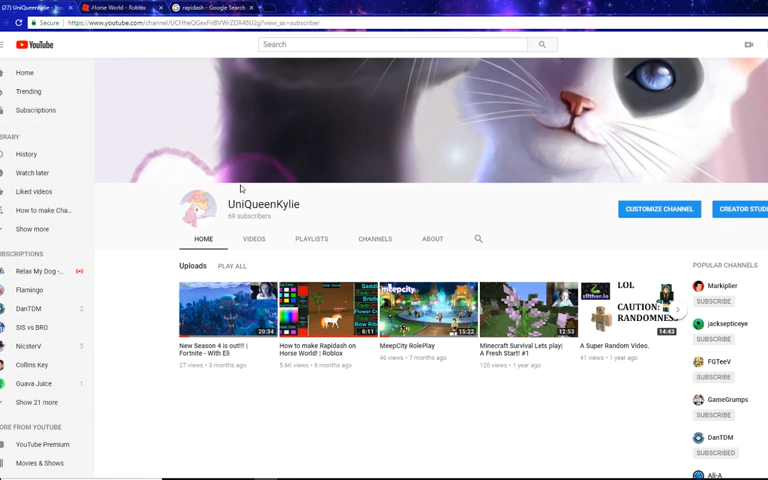 (27) UniQueenKylie -
Horse World - Roblox
rapidash - Google Search
Secure
https://www.youtube.com/channel/
view_as=subscriber
YouTube
Search
Home
Trending
Subscriptions
BRARY
History
Watch later
Liked videos
How to make Cha...
Show more
BSCRIPTIONS
Relax My Dog -...
Flamingo
DanTDM 2
SIS vs BRO
NicsterV 5
Collins Key
Guava Juice 1
Show 21 more
ORE FROM YOUTUBE
YouTube Premium
Movies & Shows
UniQueenKylie
69 subscribers
CUSTOMIZE CHANNEL
CREATOR STUD
HOME VIDEOS PLAYLISTS CHANNELS ABOUT
Uploads PLAY ALL
20:34
New Season 4 is out!!! |
Fortnite - With Eli
27 views • 3 months ago
6:11
How to make Rapidash on
Horse World! | Roblox
5.6K views • 6 months ago
meepcity
15:22
MeepCity RolePlay
46 views • 7 months ago
12:53
Minecraft Survival Lets play|
A Fresh Start! #1
120 views • 1 year ago
slither.io
LOL
CAUTION:
RANDOMNES
14:43
A Super Random Video.
41 views • 1 year ago
POPULAR CHANNELS
Markiplier
SUBSCRIBE
jacksepticeye
SUBSCRIBE
FGTeeV
SUBSCRIBE
GameGrumps
SUBSCRIBE
DanTDM
SUBSCRIBED
Ali-A